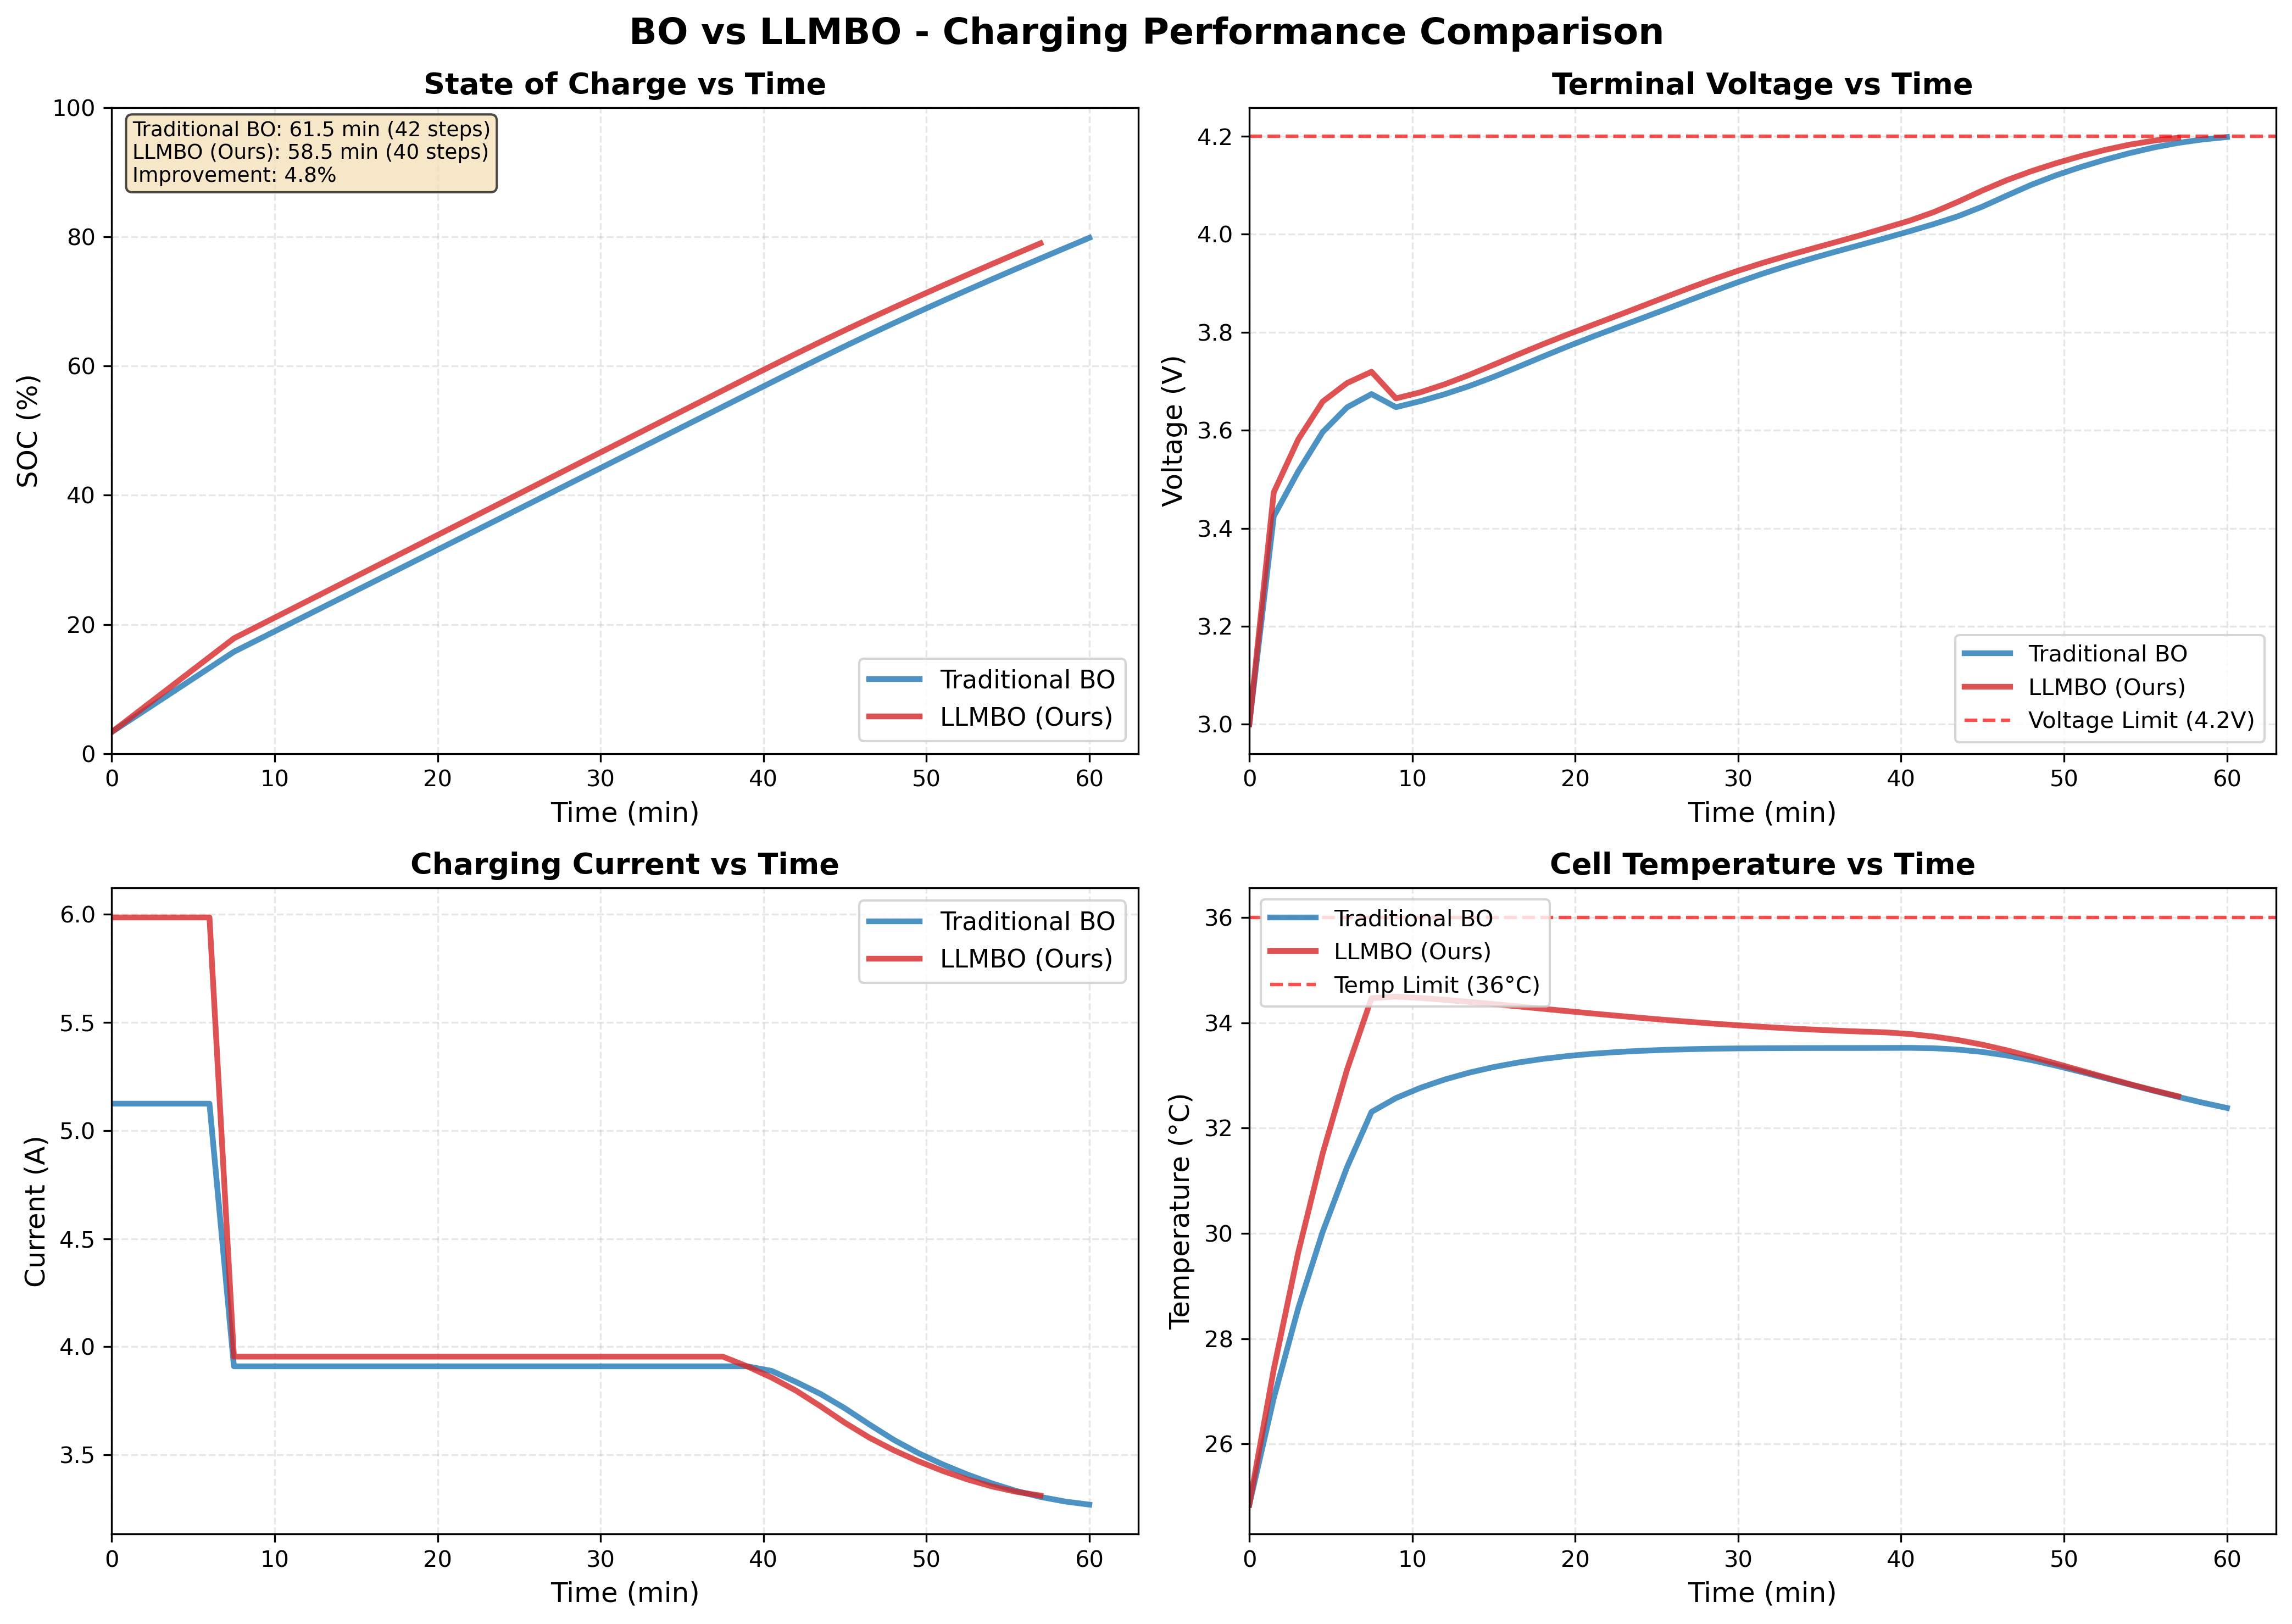 BO vs LLMBO - Charging Performance Comparison
State of Charge vs Time
100
80
60
40
20
0
SOC (%)
Traditional BO: 61.5 min (42 steps)
LLMBO (Ours): 58.5 min (40 steps)
Improvement: 4.8%
Traditional BO
LLMBO (Ours)
0 10 20 30 40 50 60
Time (min)
Terminal Voltage vs Time
4.2
4.0
3.8
3.6
3.4
3.2
3.0
Voltage (V)
Traditional BO
LLMBO (Ours)
Voltage Limit (4.2V)
0 10 20 30 40 50 60
Time (min)
Charging Current vs Time
6.0
5.5
5.0
4.5
4.0
3.5
Current (A)
Traditional BO
LLMBO (Ours)
0 10 20 30 40 50 60
Time (min)
Cell Temperature vs Time
36
34
32
30
28
26
Temperature (°C)
Traditional BO
LLMBO (Ours)
Temp Limit (36°C)
0 10 20 30 40 50 60
Time (min)